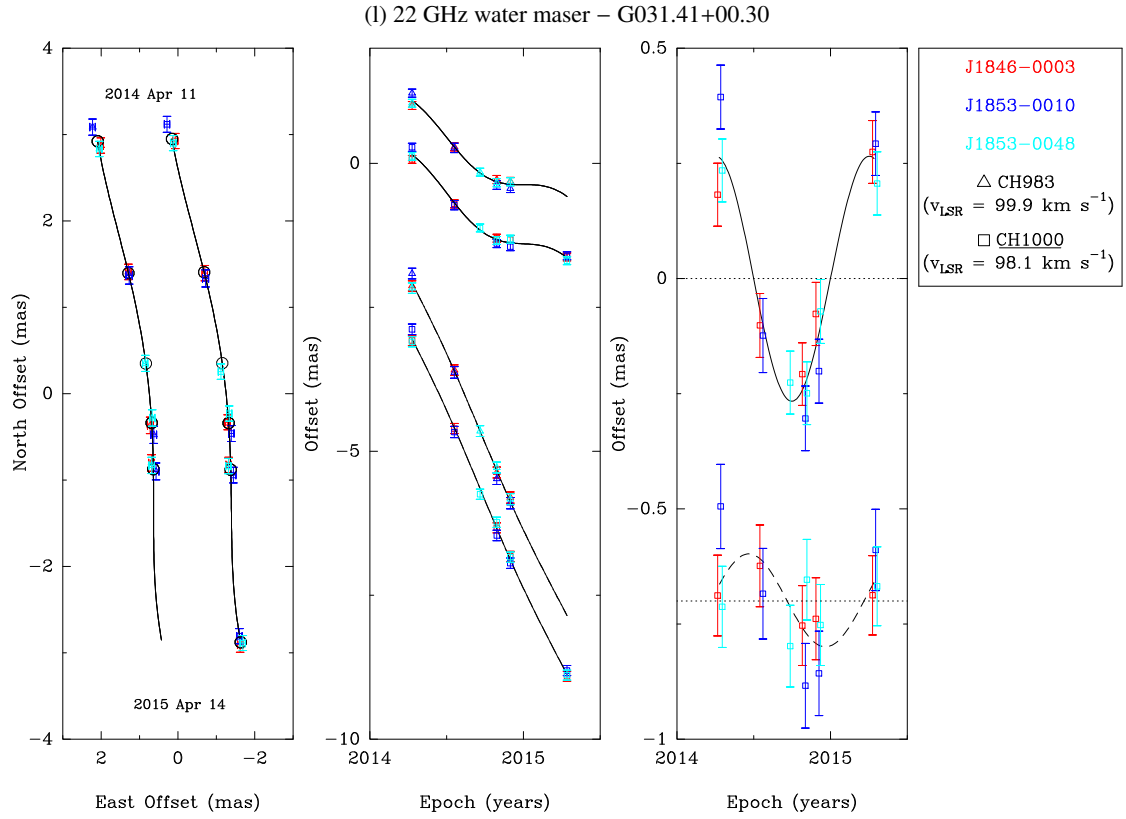 (l) 22 GHz water maser – G031.41+00.30
4
2
0
−2
−4
North Offset (mas)
2014 Apr 11
2015 Apr 14
2
0
−2
East Offset (mas)
0
−5
−10
Offset (mas)
2014
2015
Epoch (years)
0.5
0
−0.5
−1
Offset (mas)
2014
2015
Epoch (years)
J1846−0003
J1853−0010
J1853−0048
△ CH983
(vLSR = 99.9 km s⁻¹)
□ CH1000
(vLSR = 98.1 km s⁻¹)